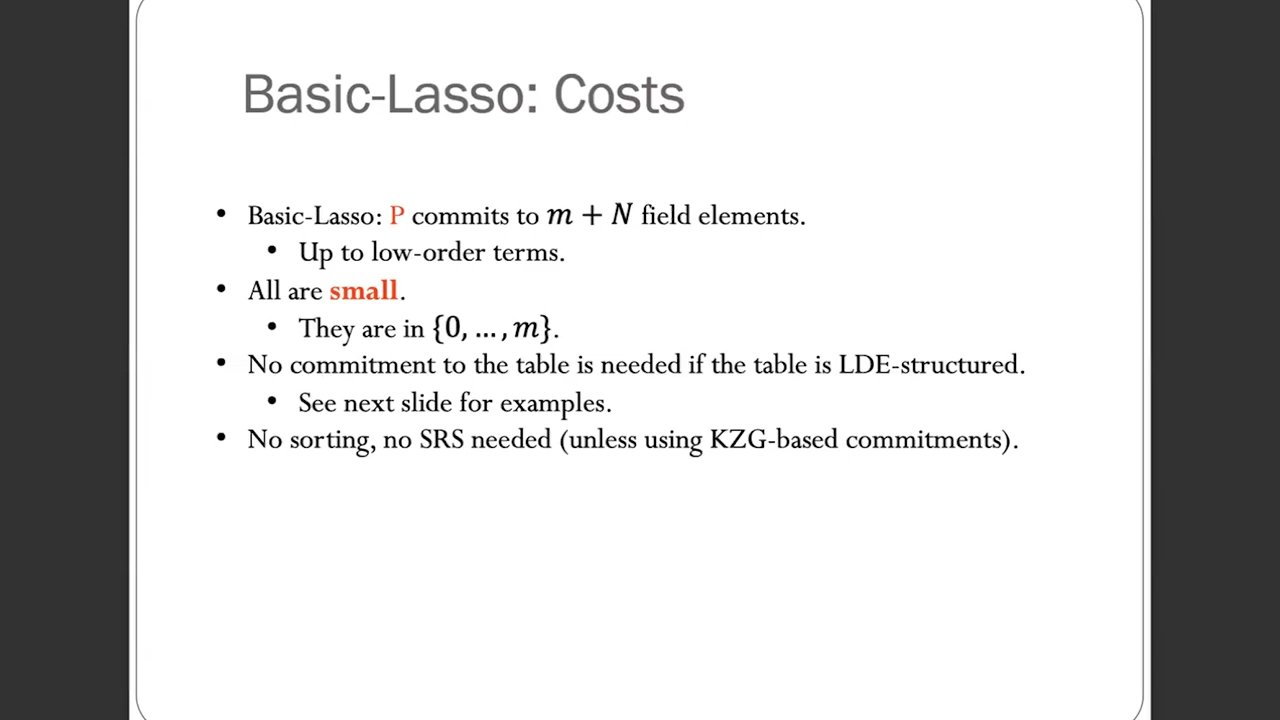 Basic-Lasso: Costs
• Basic-Lasso: P commits to m + N field elements.
• Up to low-order terms.
• All are small.
• They are in {0, … , m}.
• No commitment to the table is needed if the table is LDE-structured.
• See next slide for examples.
• No sorting, no SRS needed (unless using KZG-based commitments).